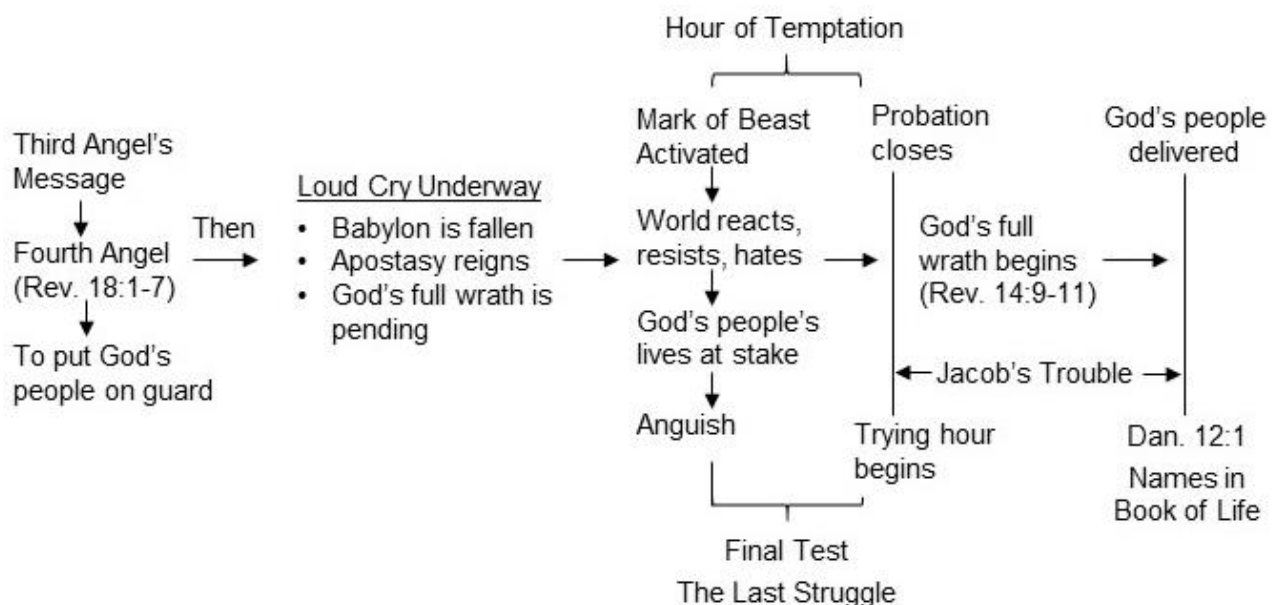 Hour of Temptation
Third Angel's
Message
Fourth Angel
(Rev. 18:1-7)
To put God's
people on guard
Then
Loud Cry Underway
• Babylon is fallen
• Apostasy reigns
• God's full wrath is
pending
Mark of Beast
Activated
World reacts,
resists, hates
God's people's
lives at stake
Anguish
Probation
closes
Trying hour
begins
God's full
wrath begins
(Rev. 14:9-11)
Jacob's Trouble
God's people
delivered
Dan. 12:1
Names in
Book of Life
Final Test
The Last Struggle